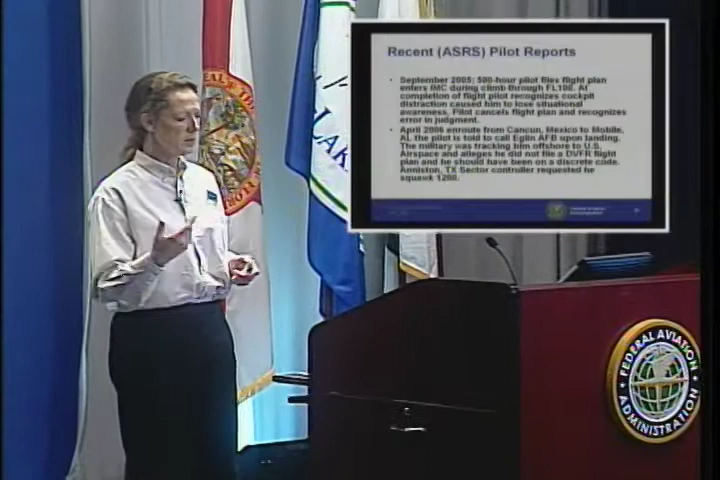 Recent (ASRS) Pilot Reports
• September 2005: 500-hour pilot files flight plan
enters IMC during climb through FL100. At
completion of flight pilot recognizes cockpit
distraction caused him to lose situational
awareness, Pilot cancels flight plan and recognizes
error in judgment.
• April 2006 enroute from Cancun, Mexico to Mobile,
AL the pilot is told to call Eglin AFB upon landing.
The military was tracking him offshore to U.S.
Airspace and alleges he did not file a DVFR flight
plan and he should have been on a discrete code.
Anniston, TX Sector controller requested he
squawk 1200.
FEDERAL AVIATION
ADMINISTRATION
LAK